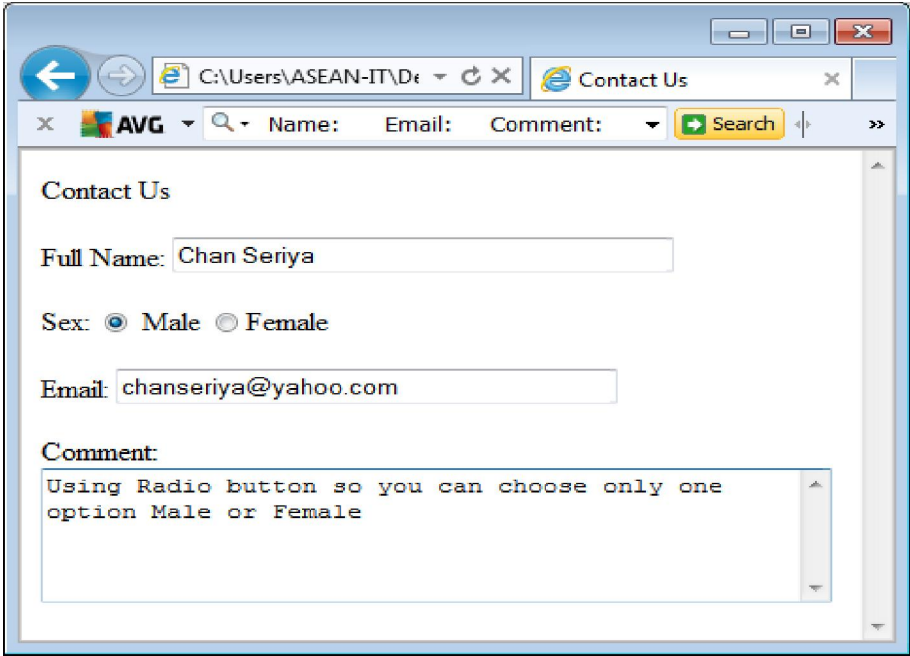 C:\Users\ASEAN-IT\De
Contact Us
AVG Name: Email: Comment: Search
Contact Us
Full Name: Chan Seriya
Sex: Male Female
Email: chanseriya@yahoo.com
Comment:
Using Radio button so you can choose only one
option Male or Female